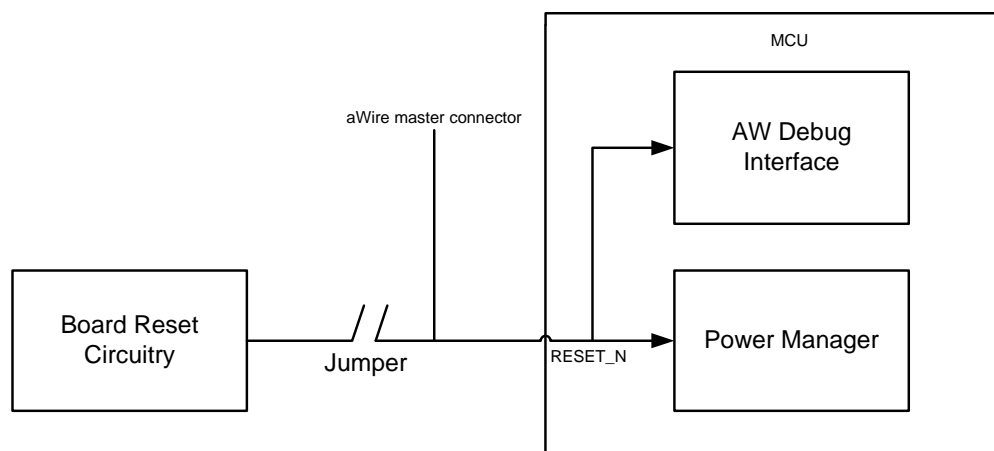 MCU
aWire master connector
AW Debug
Interface
Board Reset
Circuitry
Jumper
RESET_N
Power Manager